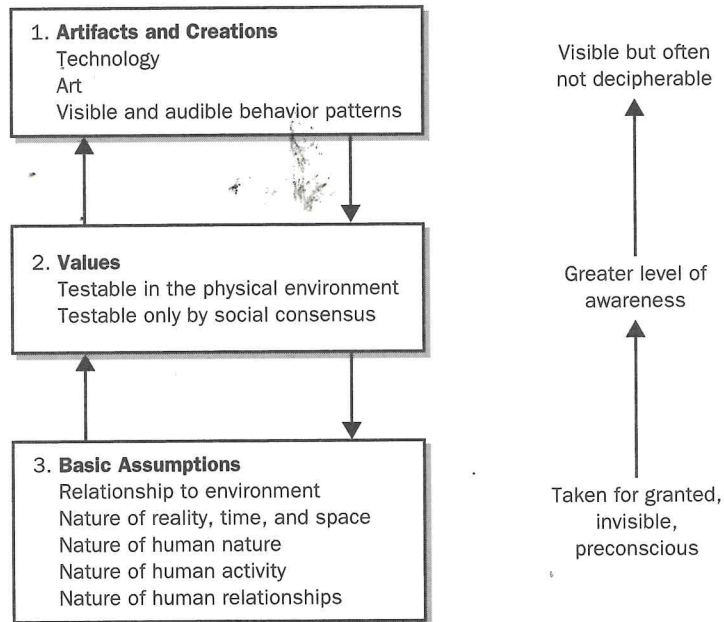 1. Artifacts and Creations
Technology
Art
Visible and audible behavior patterns
Visible but often
not decipherable
2. Values
Testable in the physical environment
Testable only by social consensus
Greater level of
awareness
3. Basic Assumptions
Relationship to environment
Nature of reality, time, and space
Nature of human nature
Nature of human activity
Nature of human relationships
Taken for granted,
invisible,
preconscious